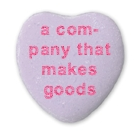 a com-
pany that
makes
goods